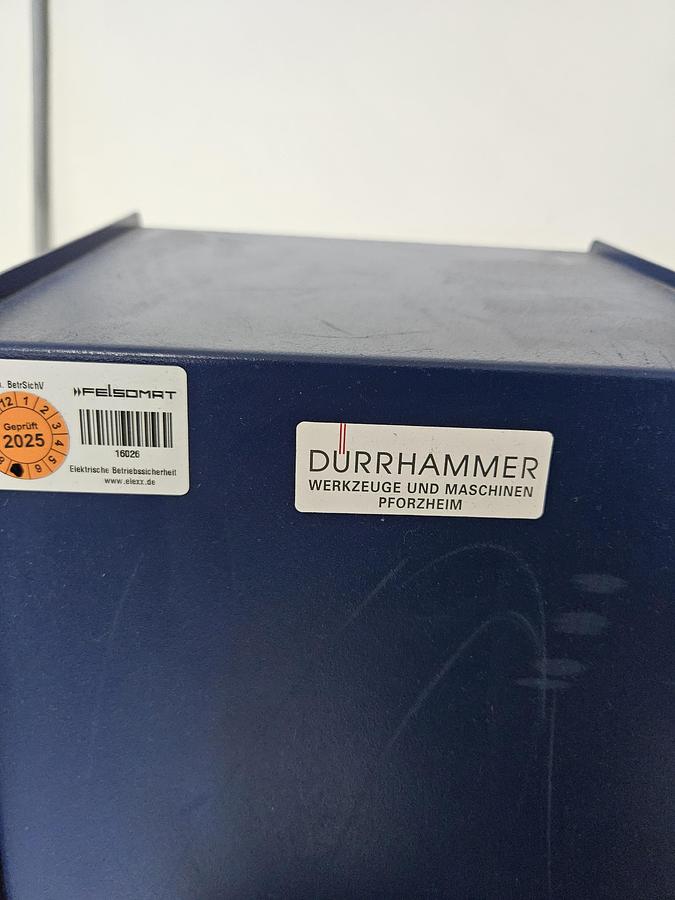 . BetrSichV
»FELSOMAT
12 1 2 3 4 5 6
Geprüft
2025
16026
Elektrische Betriebssicherheit
www.elexx.de
DÜRRHAMMER
WERKZEUGE UND MASCHINEN
PFORZHEIM